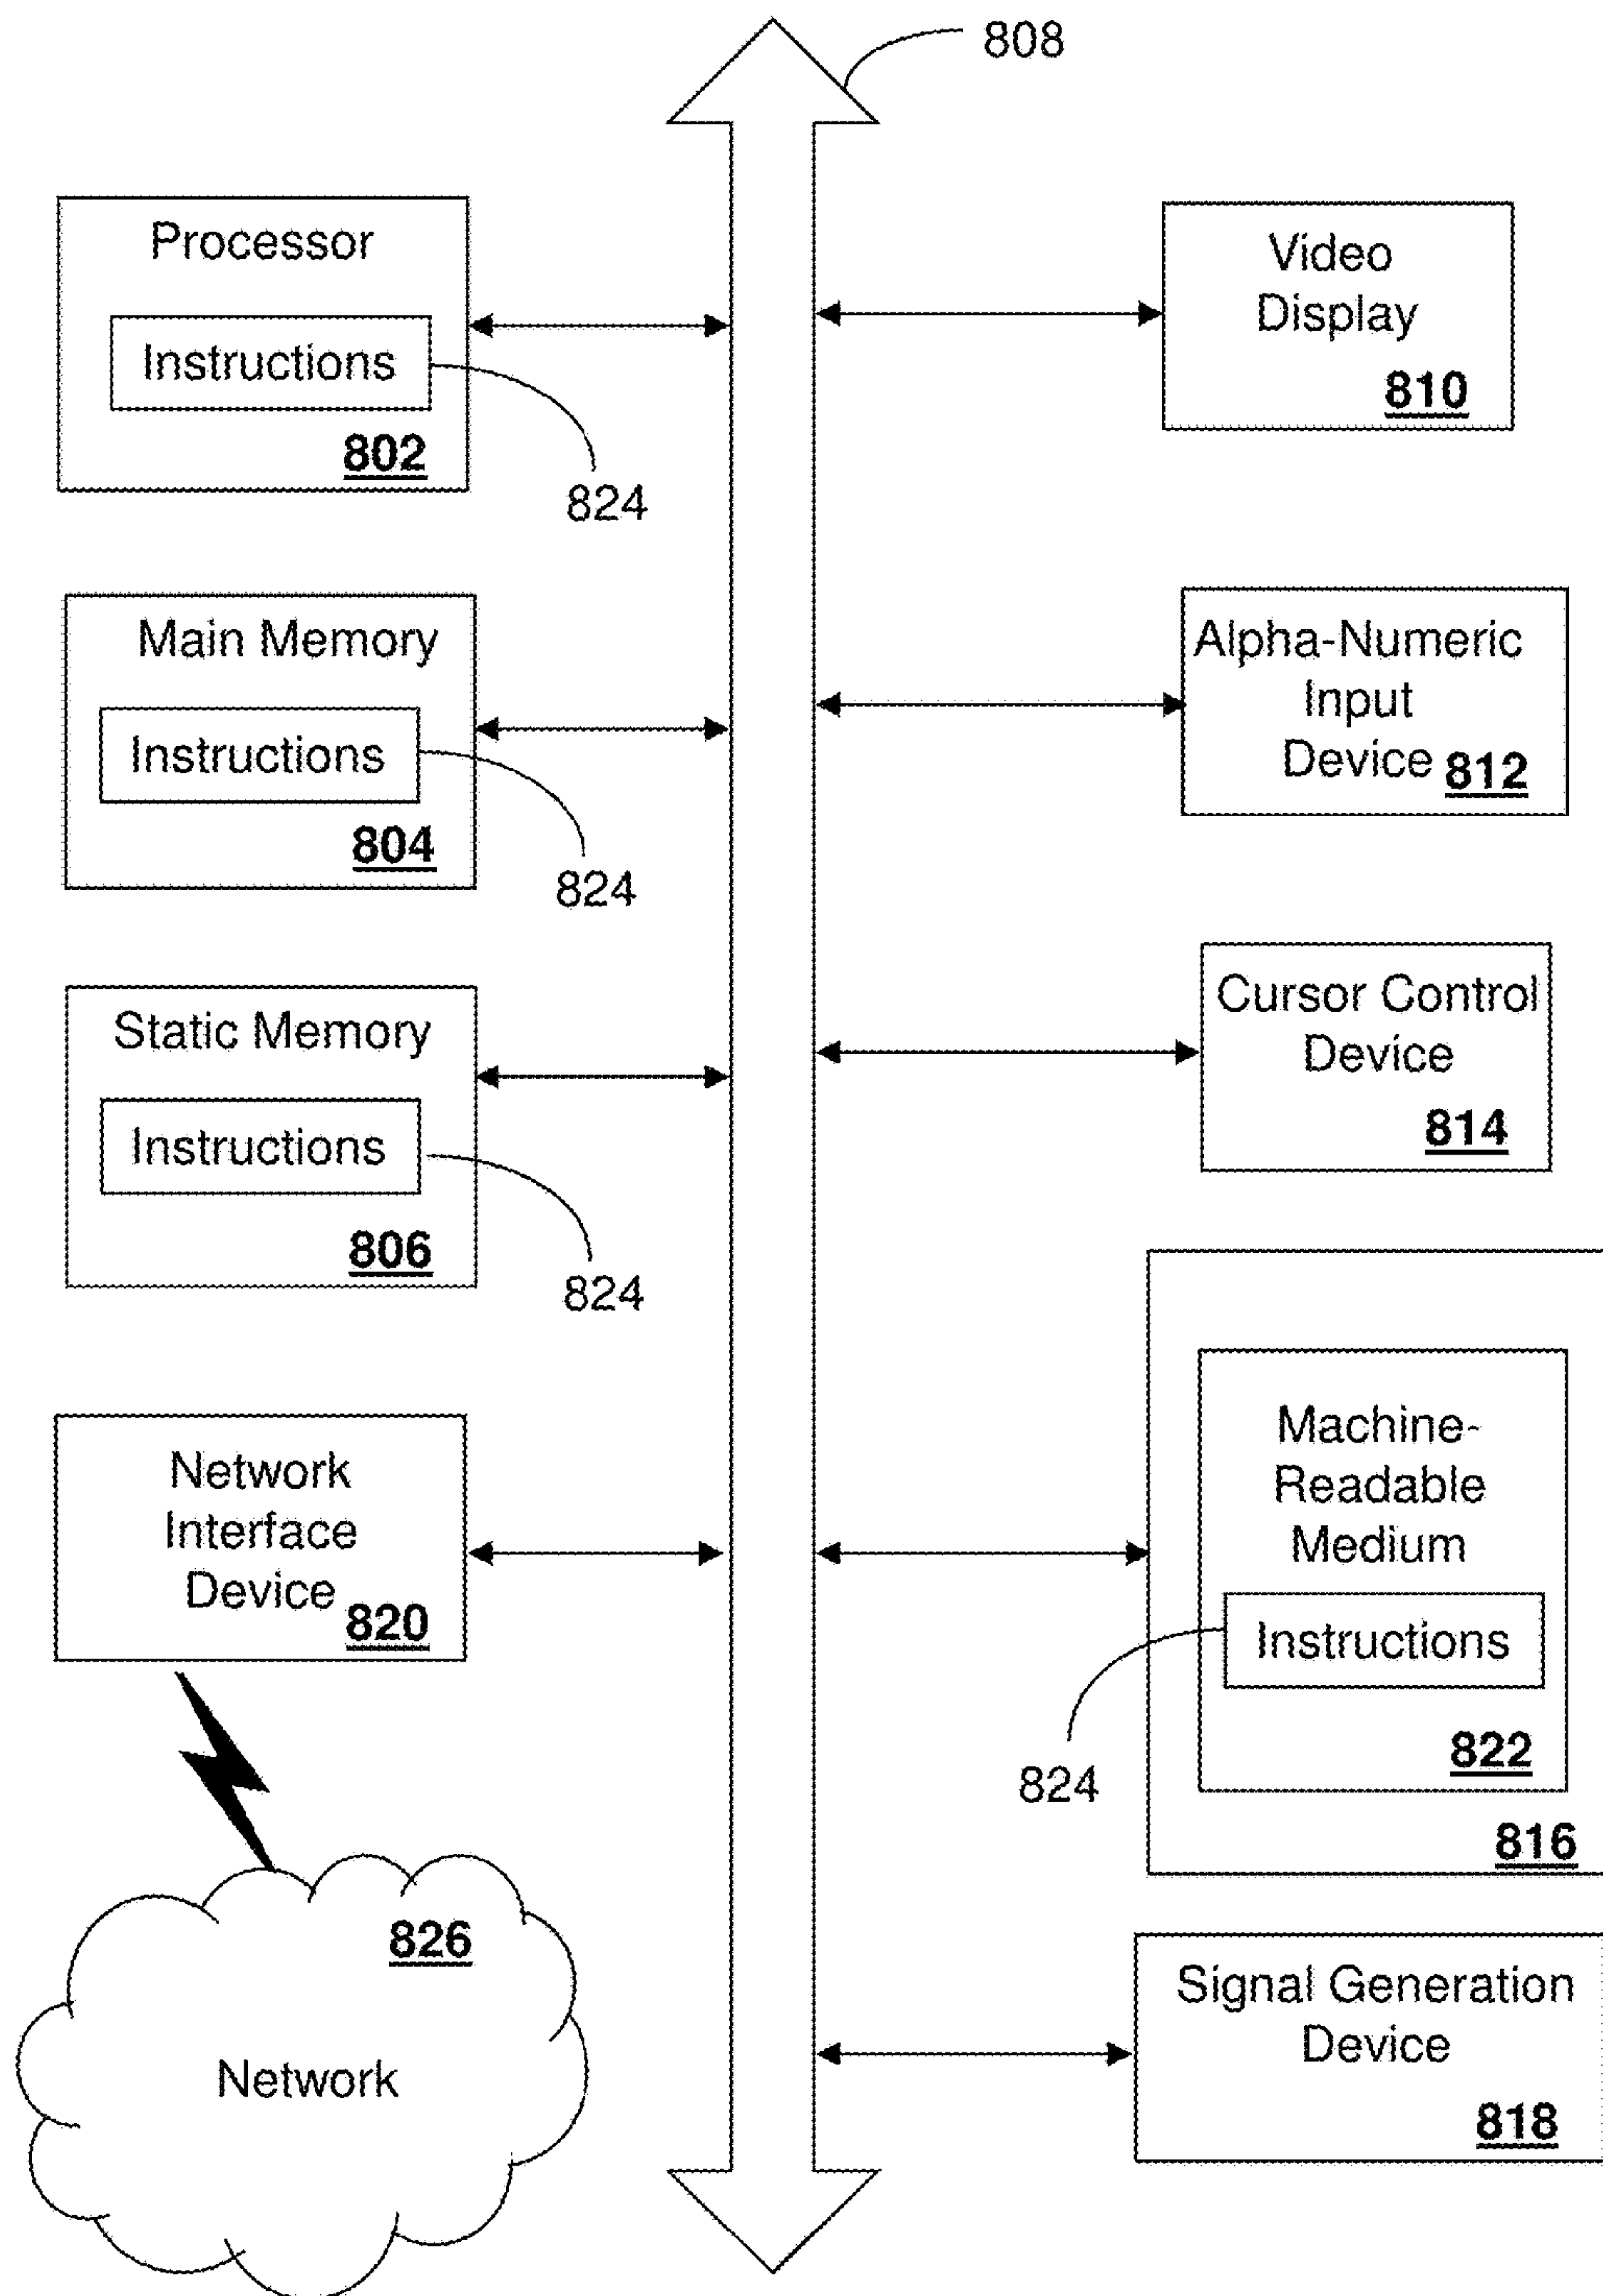 808
Processor
Instructions
802
824
Video
Display
810
Main Memory
Instructions
804
824
Alpha-Numeric
Input
Device 812
Static Memory
Instructions
806
824
Cursor Control
Device
814
Network
Interface
Device
820
Machine-
Readable
Medium
Instructions
822
824
816
826
Network
Signal Generation
Device
818